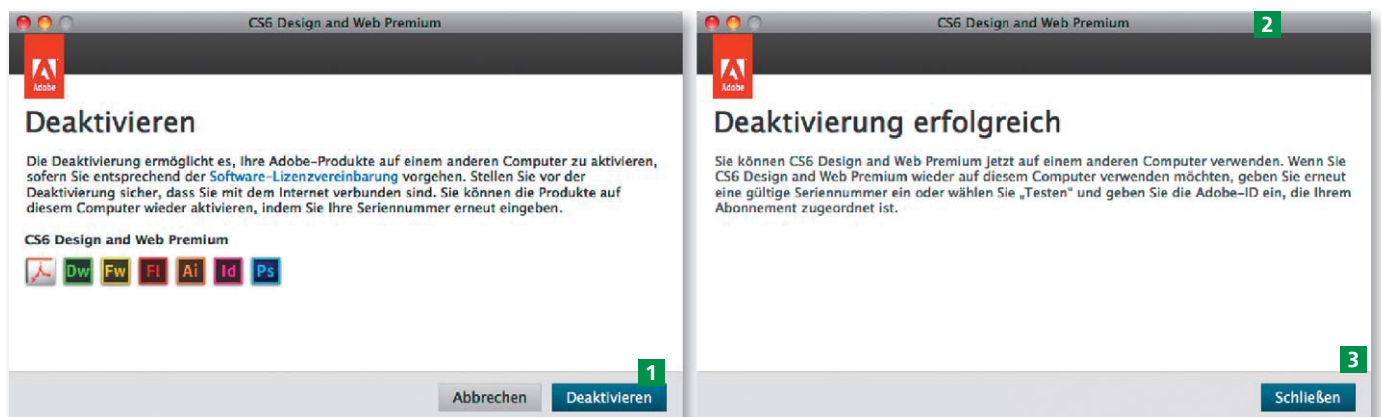 CS6 Design and Web Premium
Adobe
Deaktivieren
Die Deaktivierung ermöglicht es, Ihre Adobe-Produkte auf einem anderen Computer zu aktivieren,
sofern Sie entsprechend der Software-Lizenzvereinbarung vorgehen. Stellen Sie vor der
Deaktivierung sicher, dass Sie mit dem Internet verbunden sind. Sie können die Produkte auf
diesem Computer wieder aktivieren, indem Sie Ihre Seriennummer erneut eingeben.
CS6 Design and Web Premium
Dw Fw Fl Ai Id Ps
1
Abbrechen Deaktivieren
CS6 Design and Web Premium 2
Adobe
Deaktivierung erfolgreich
Sie können CS6 Design and Web Premium jetzt auf einem anderen Computer verwenden. Wenn Sie
CS6 Design and Web Premium wieder auf diesem Computer verwenden möchten, geben Sie erneut
eine gültige Seriennummer ein oder wählen Sie „Testen“ und geben Sie die Adobe-ID ein, die Ihrem
Abonnement zugeordnet ist.
3
Schließen